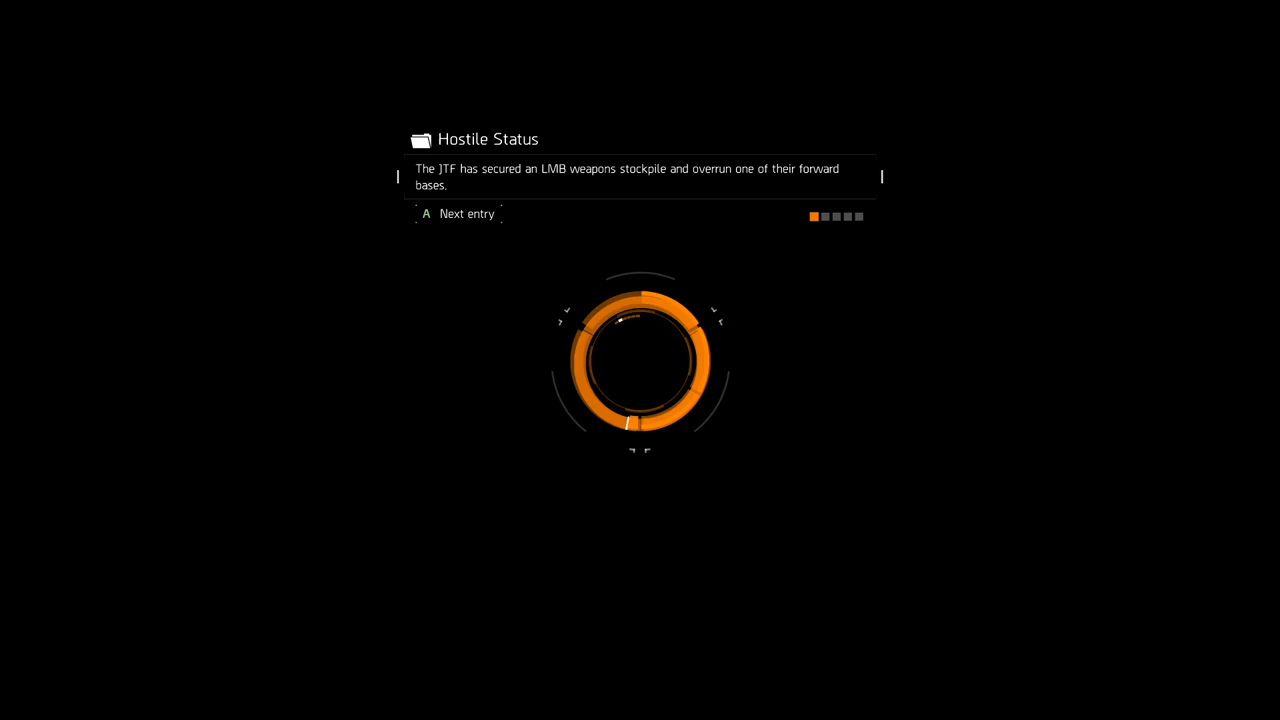 Hostile Status
The JTF has secured an LMB weapons stockpile and overrun one of their forward
bases.
A Next entry